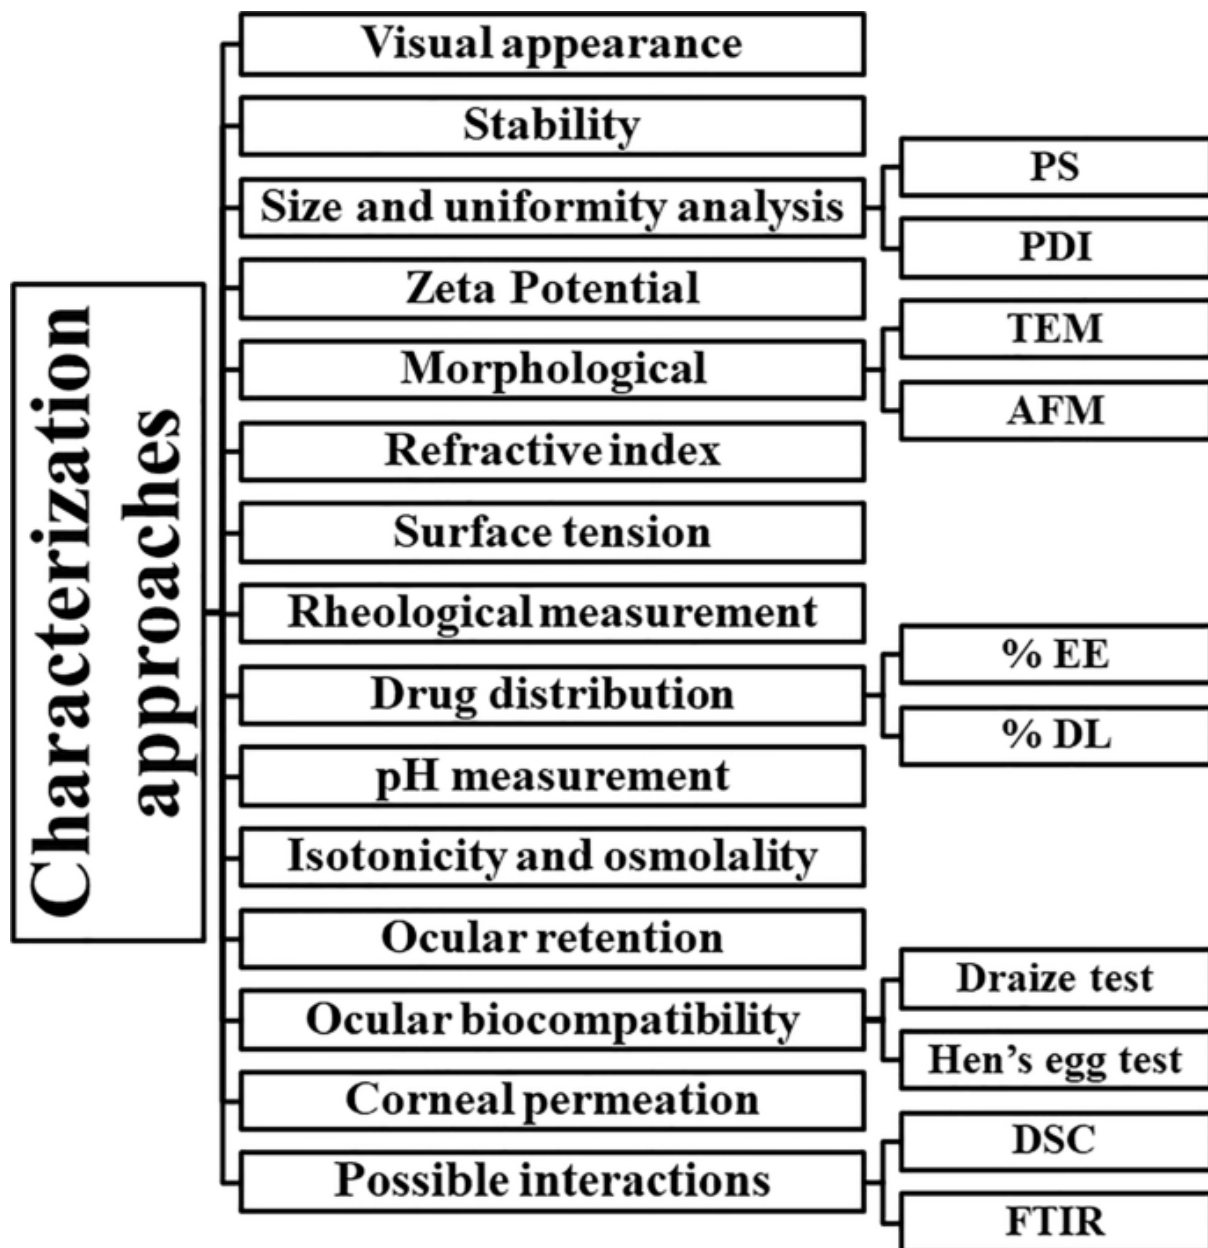 Characterization
approaches
Visual appearance
Stability
Size and uniformity analysis
PS
PDI
Zeta Potential
Morphological
TEM
AFM
Refractive index
Surface tension
Rheological measurement
Drug distribution
% EE
% DL
pH measurement
Isotonicity and osmolality
Ocular retention
Ocular biocompatibility
Draize test
Hen’s egg test
Corneal permeation
Possible interactions
DSC
FTIR